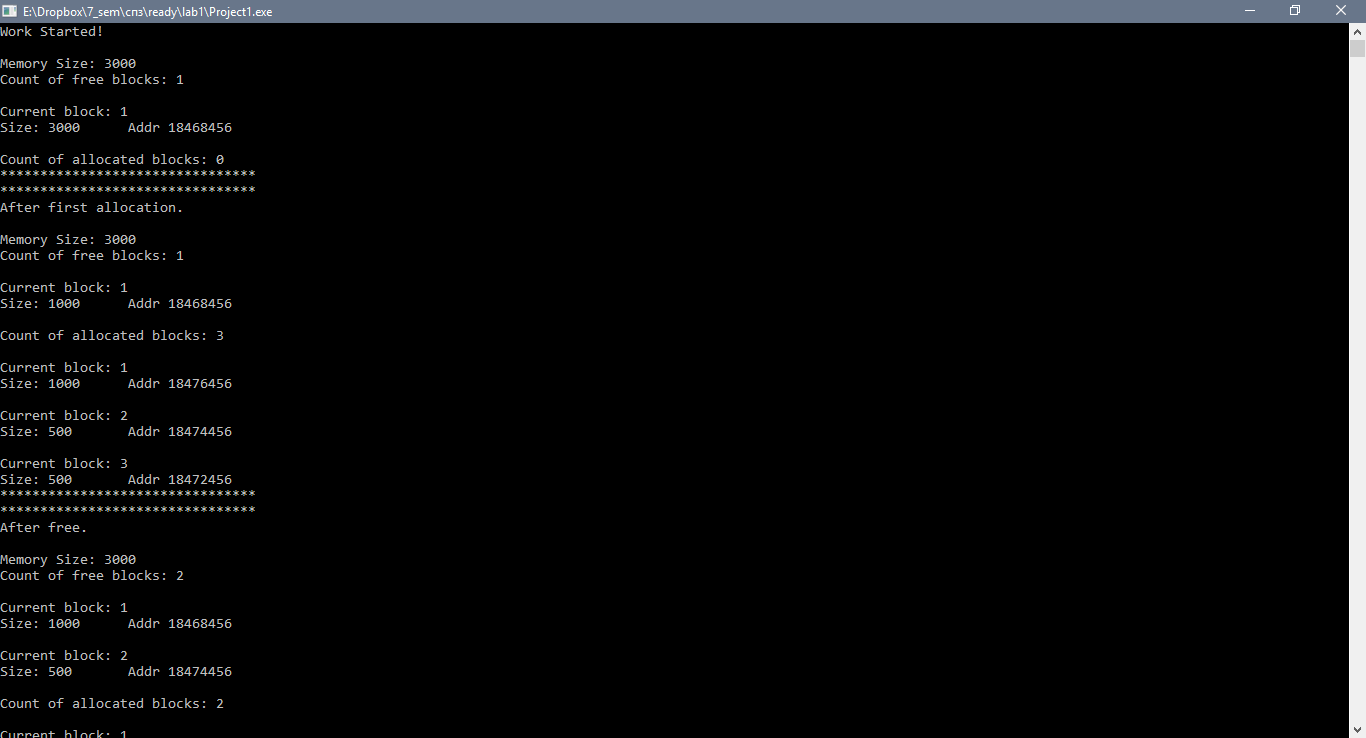 E:\Dropbox\7_sem\спз\ready\lab1\Project1.exe
Work Started!
Memory Size: 3000
Count of free blocks: 1
Current block: 1
Size: 3000 Addr 18468456
Count of allocated blocks: 0
********************************
********************************
After first allocation.
Memory Size: 3000
Count of free blocks: 1
Current block: 1
Size: 1000 Addr 18468456
Count of allocated blocks: 3
Current block: 1
Size: 1000 Addr 18476456
Current block: 2
Size: 500 Addr 18474456
Current block: 3
Size: 500 Addr 18472456
********************************
********************************
After free.
Memory Size: 3000
Count of free blocks: 2
Current block: 1
Size: 1000 Addr 18468456
Current block: 2
Size: 500 Addr 18474456
Count of allocated blocks: 2
Current block: 1